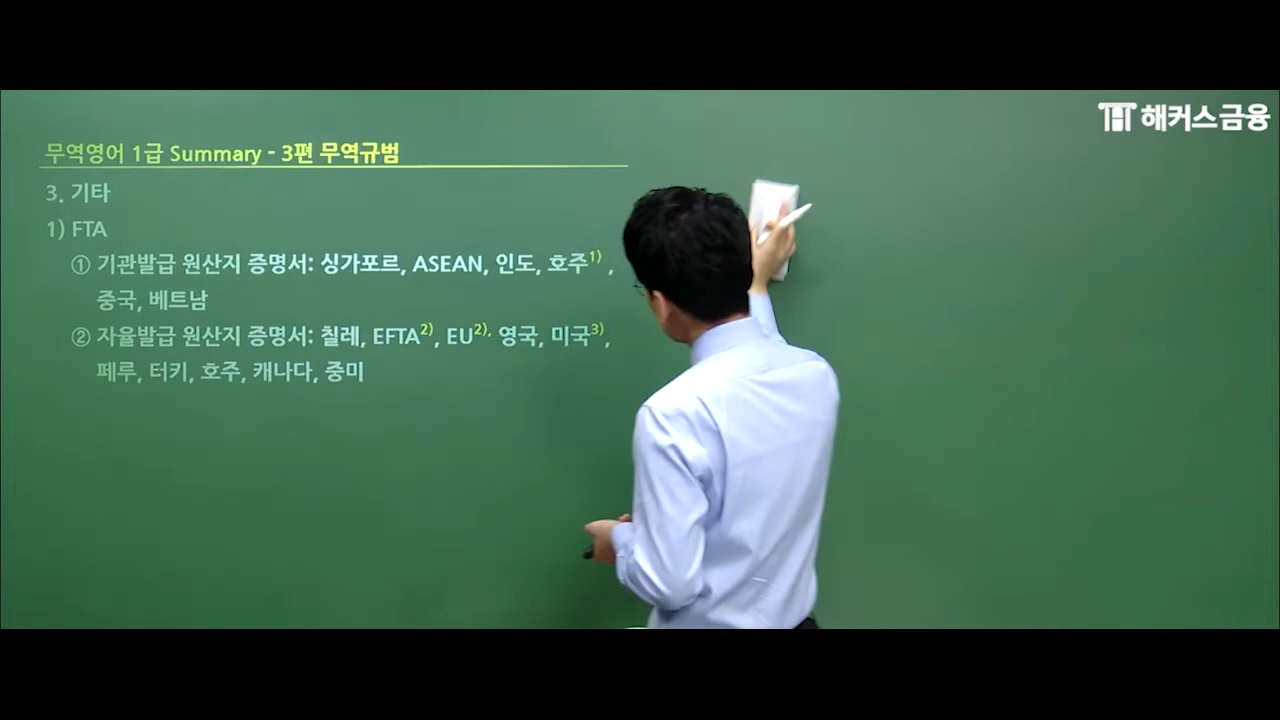 해커스금융
무역영어 1급 Summary - 3편 무역규범
3. 기타
1) FTA
① 기관발급 원산지 증명서: 싱가포르, ASEAN, 인도, 호주1) ,
중국, 베트남
② 자율발급 원산지 증명서: 칠레, EFTA2), EU2), 영국, 미국3),
페루, 터키, 호주, 캐나다, 중미